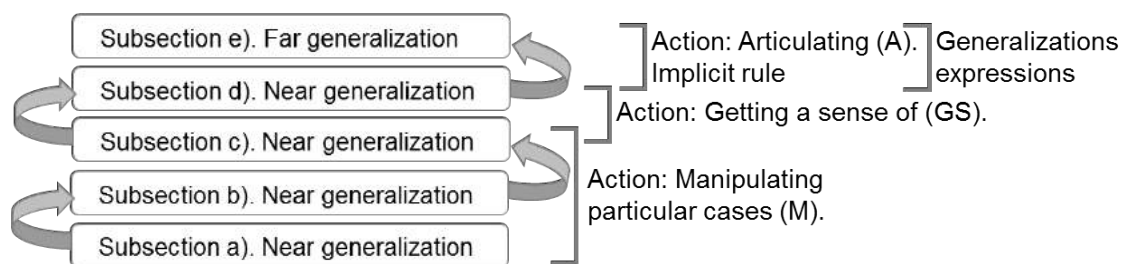 Subsection e). Far generalization
Subsection d). Near generalization
Subsection c). Near generalization
Subsection b). Near generalization
Subsection a). Near generalization
Action: Articulating (A).
Implicit rule
Generalizations
expressions
Action: Getting a sense of (GS).
Action: Manipulating
particular cases (M).